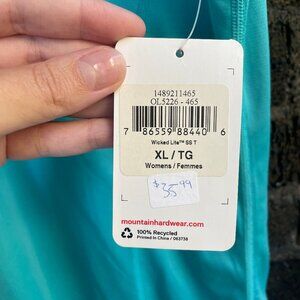 1489211465
OL5226 - 465
7 86559 88440 6
Wicked Lite™ SS T
XL / TG
Womens / Femmes
$35.99
mountainhardwear.com
100% Recycled
Printed in China / 063736